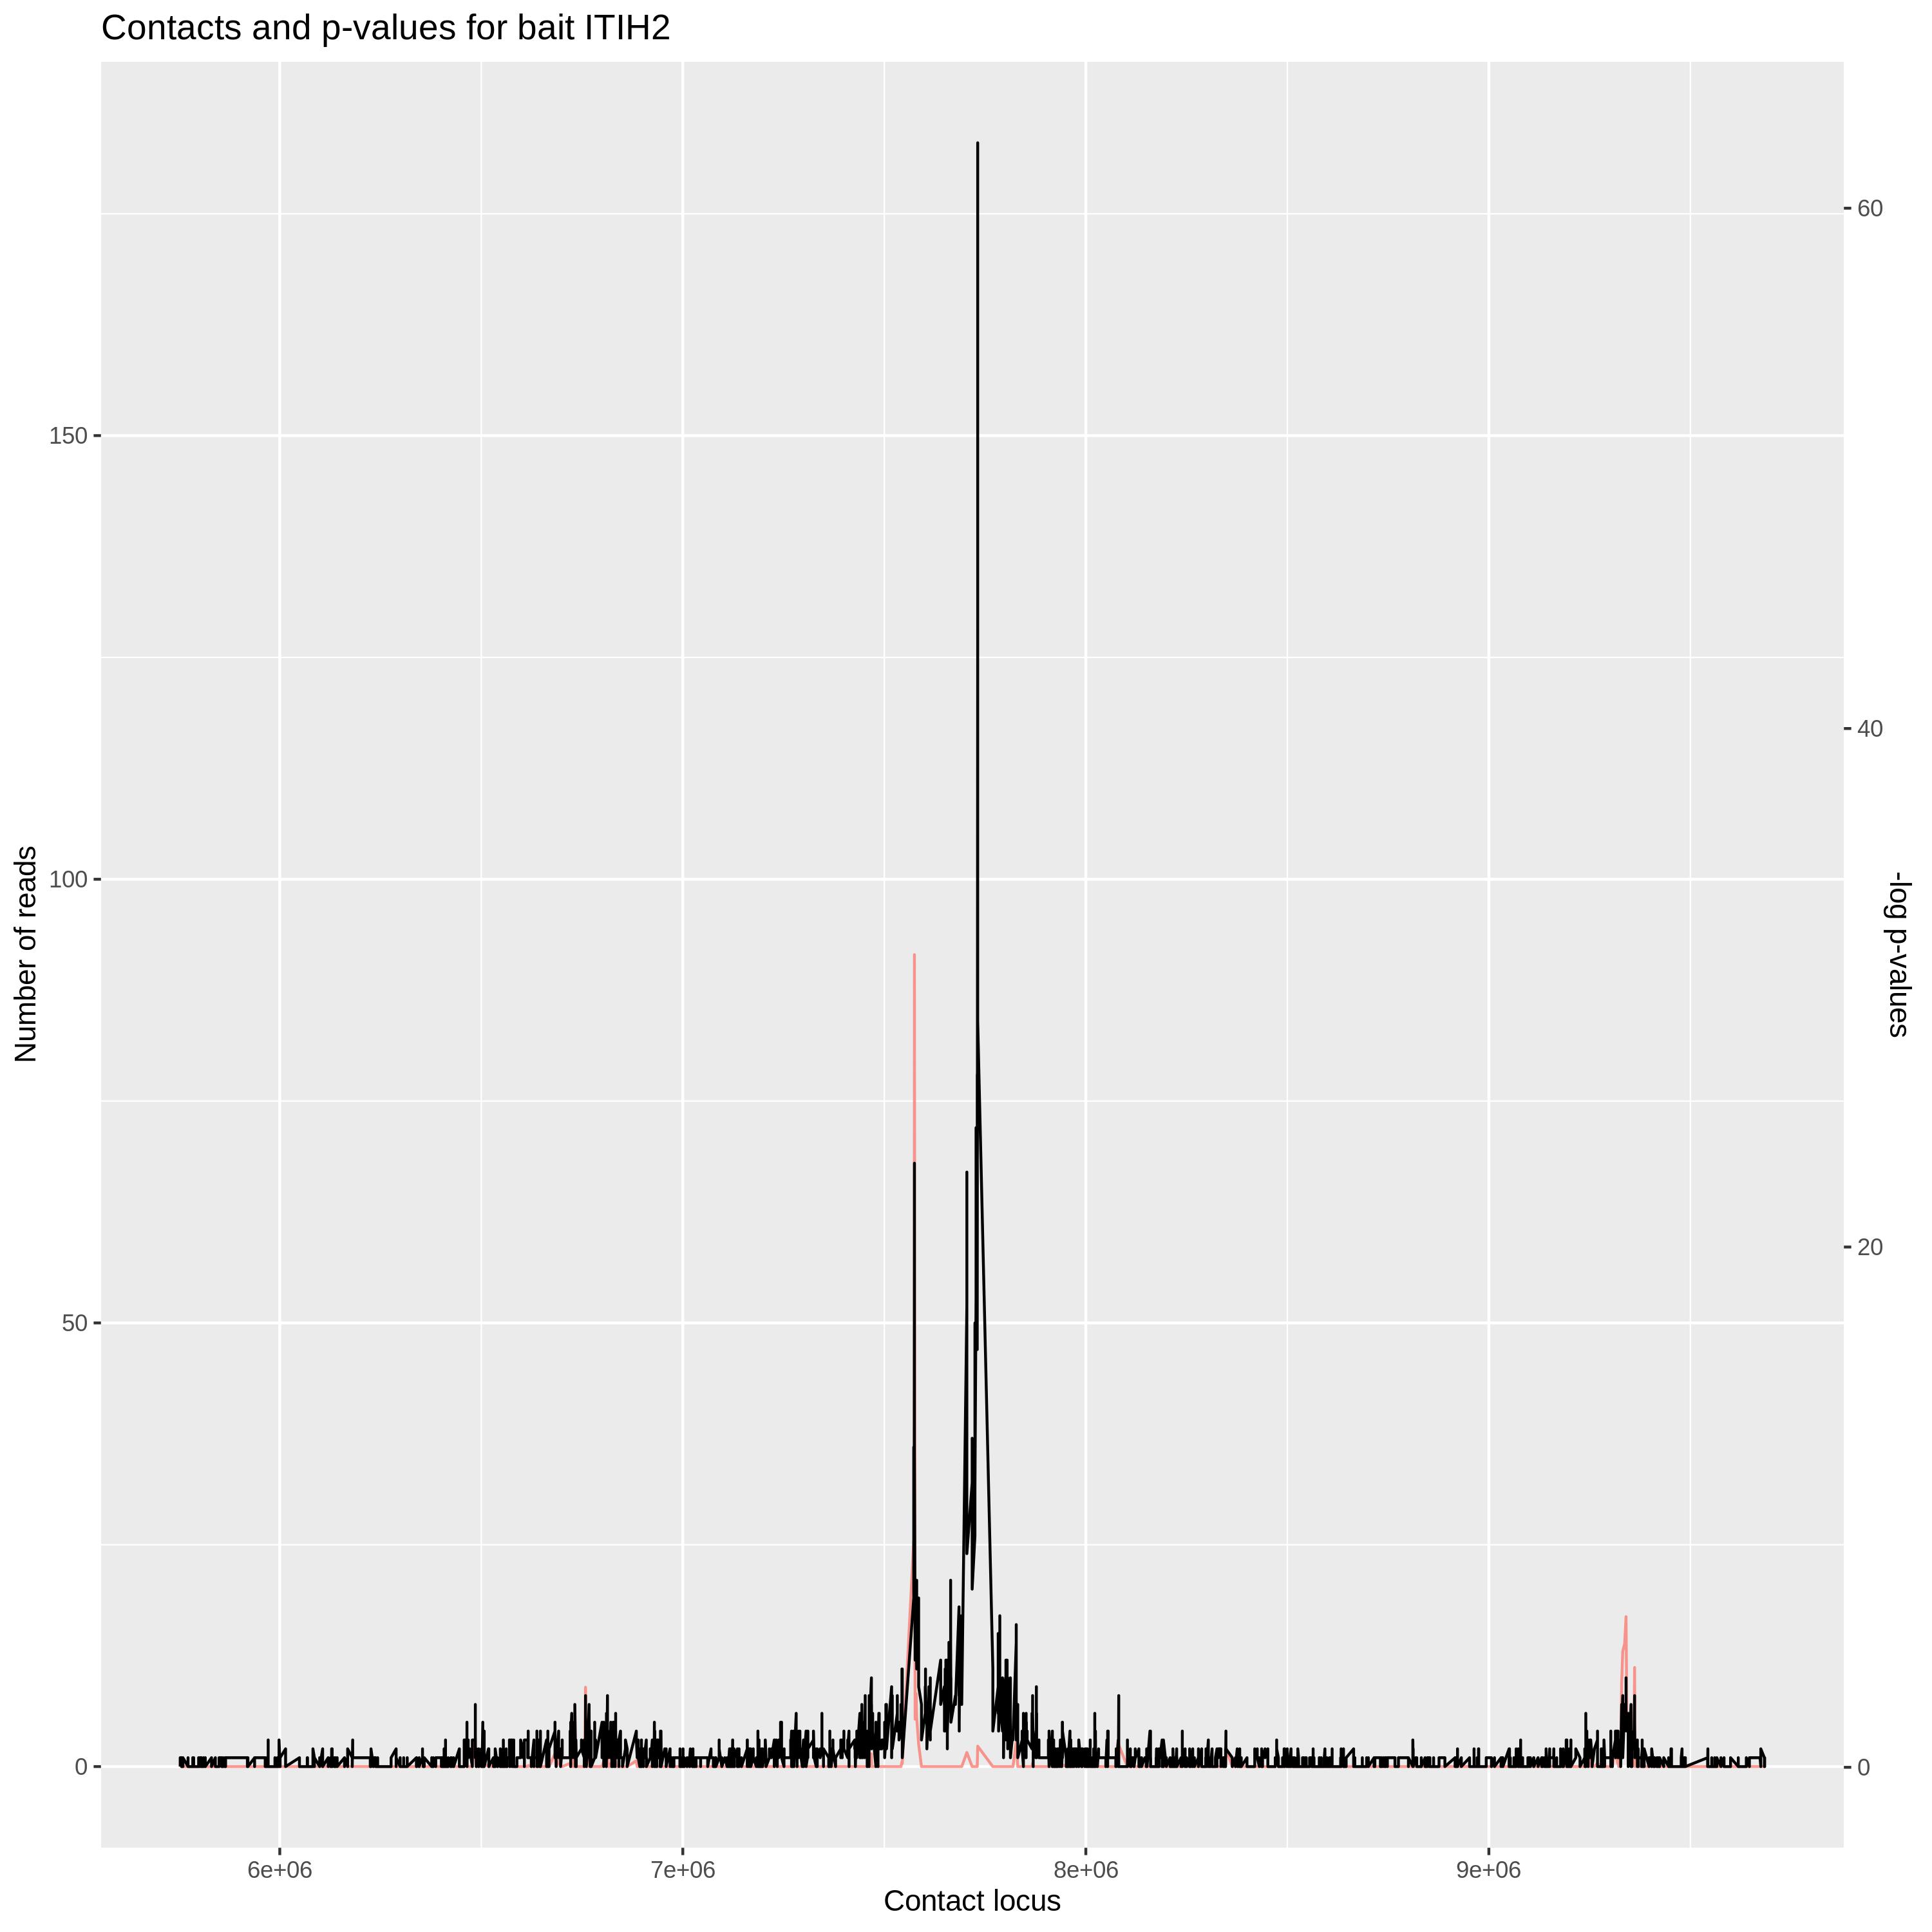 Contacts and p-values for bait ITIH2
Number of reads
150
100
50
0
60
40
20
0
-log p-values
6e+06 7e+06 8e+06 9e+06
Contact locus